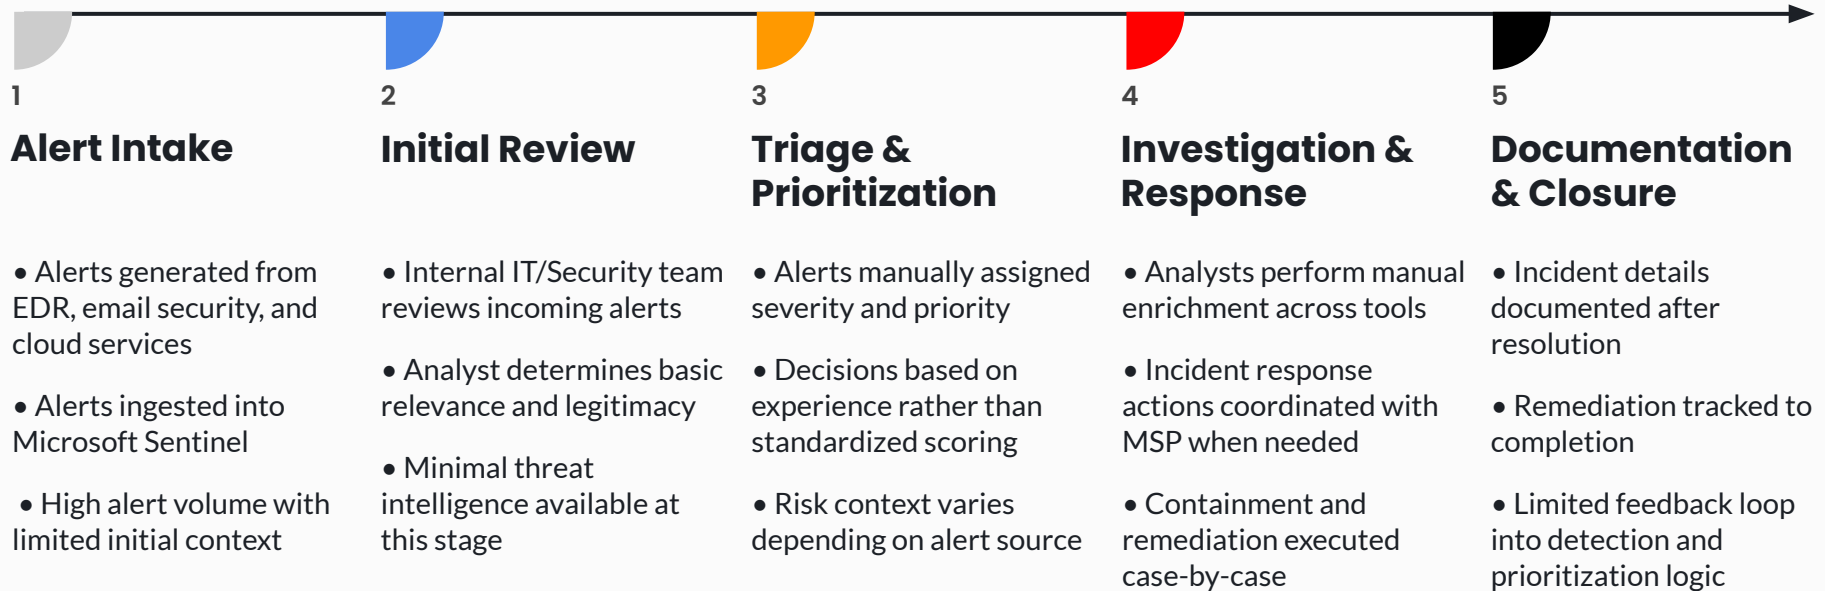 1
Alert Intake
• Alerts generated from
EDR, email security, and
cloud services
• Alerts ingested into
Microsoft Sentinel
• High alert volume with
limited initial context
2
Initial Review
• Internal IT/Security team
reviews incoming alerts
• Analyst determines basic
relevance and legitimacy
• Minimal threat
intelligence available at
this stage
3
Triage &
Prioritization
• Alerts manually assigned
severity and priority
• Decisions based on
experience rather than
standardized scoring
• Risk context varies
depending on alert source
4
Investigation &
Response
• Analysts perform manual
enrichment across tools
• Incident response
actions coordinated with
MSP when needed
• Containment and
remediation executed
case-by-case
5
Documentation
& Closure
• Incident details
documented after
resolution
• Remediation tracked to
completion
• Limited feedback loop
into detection and
prioritization logic